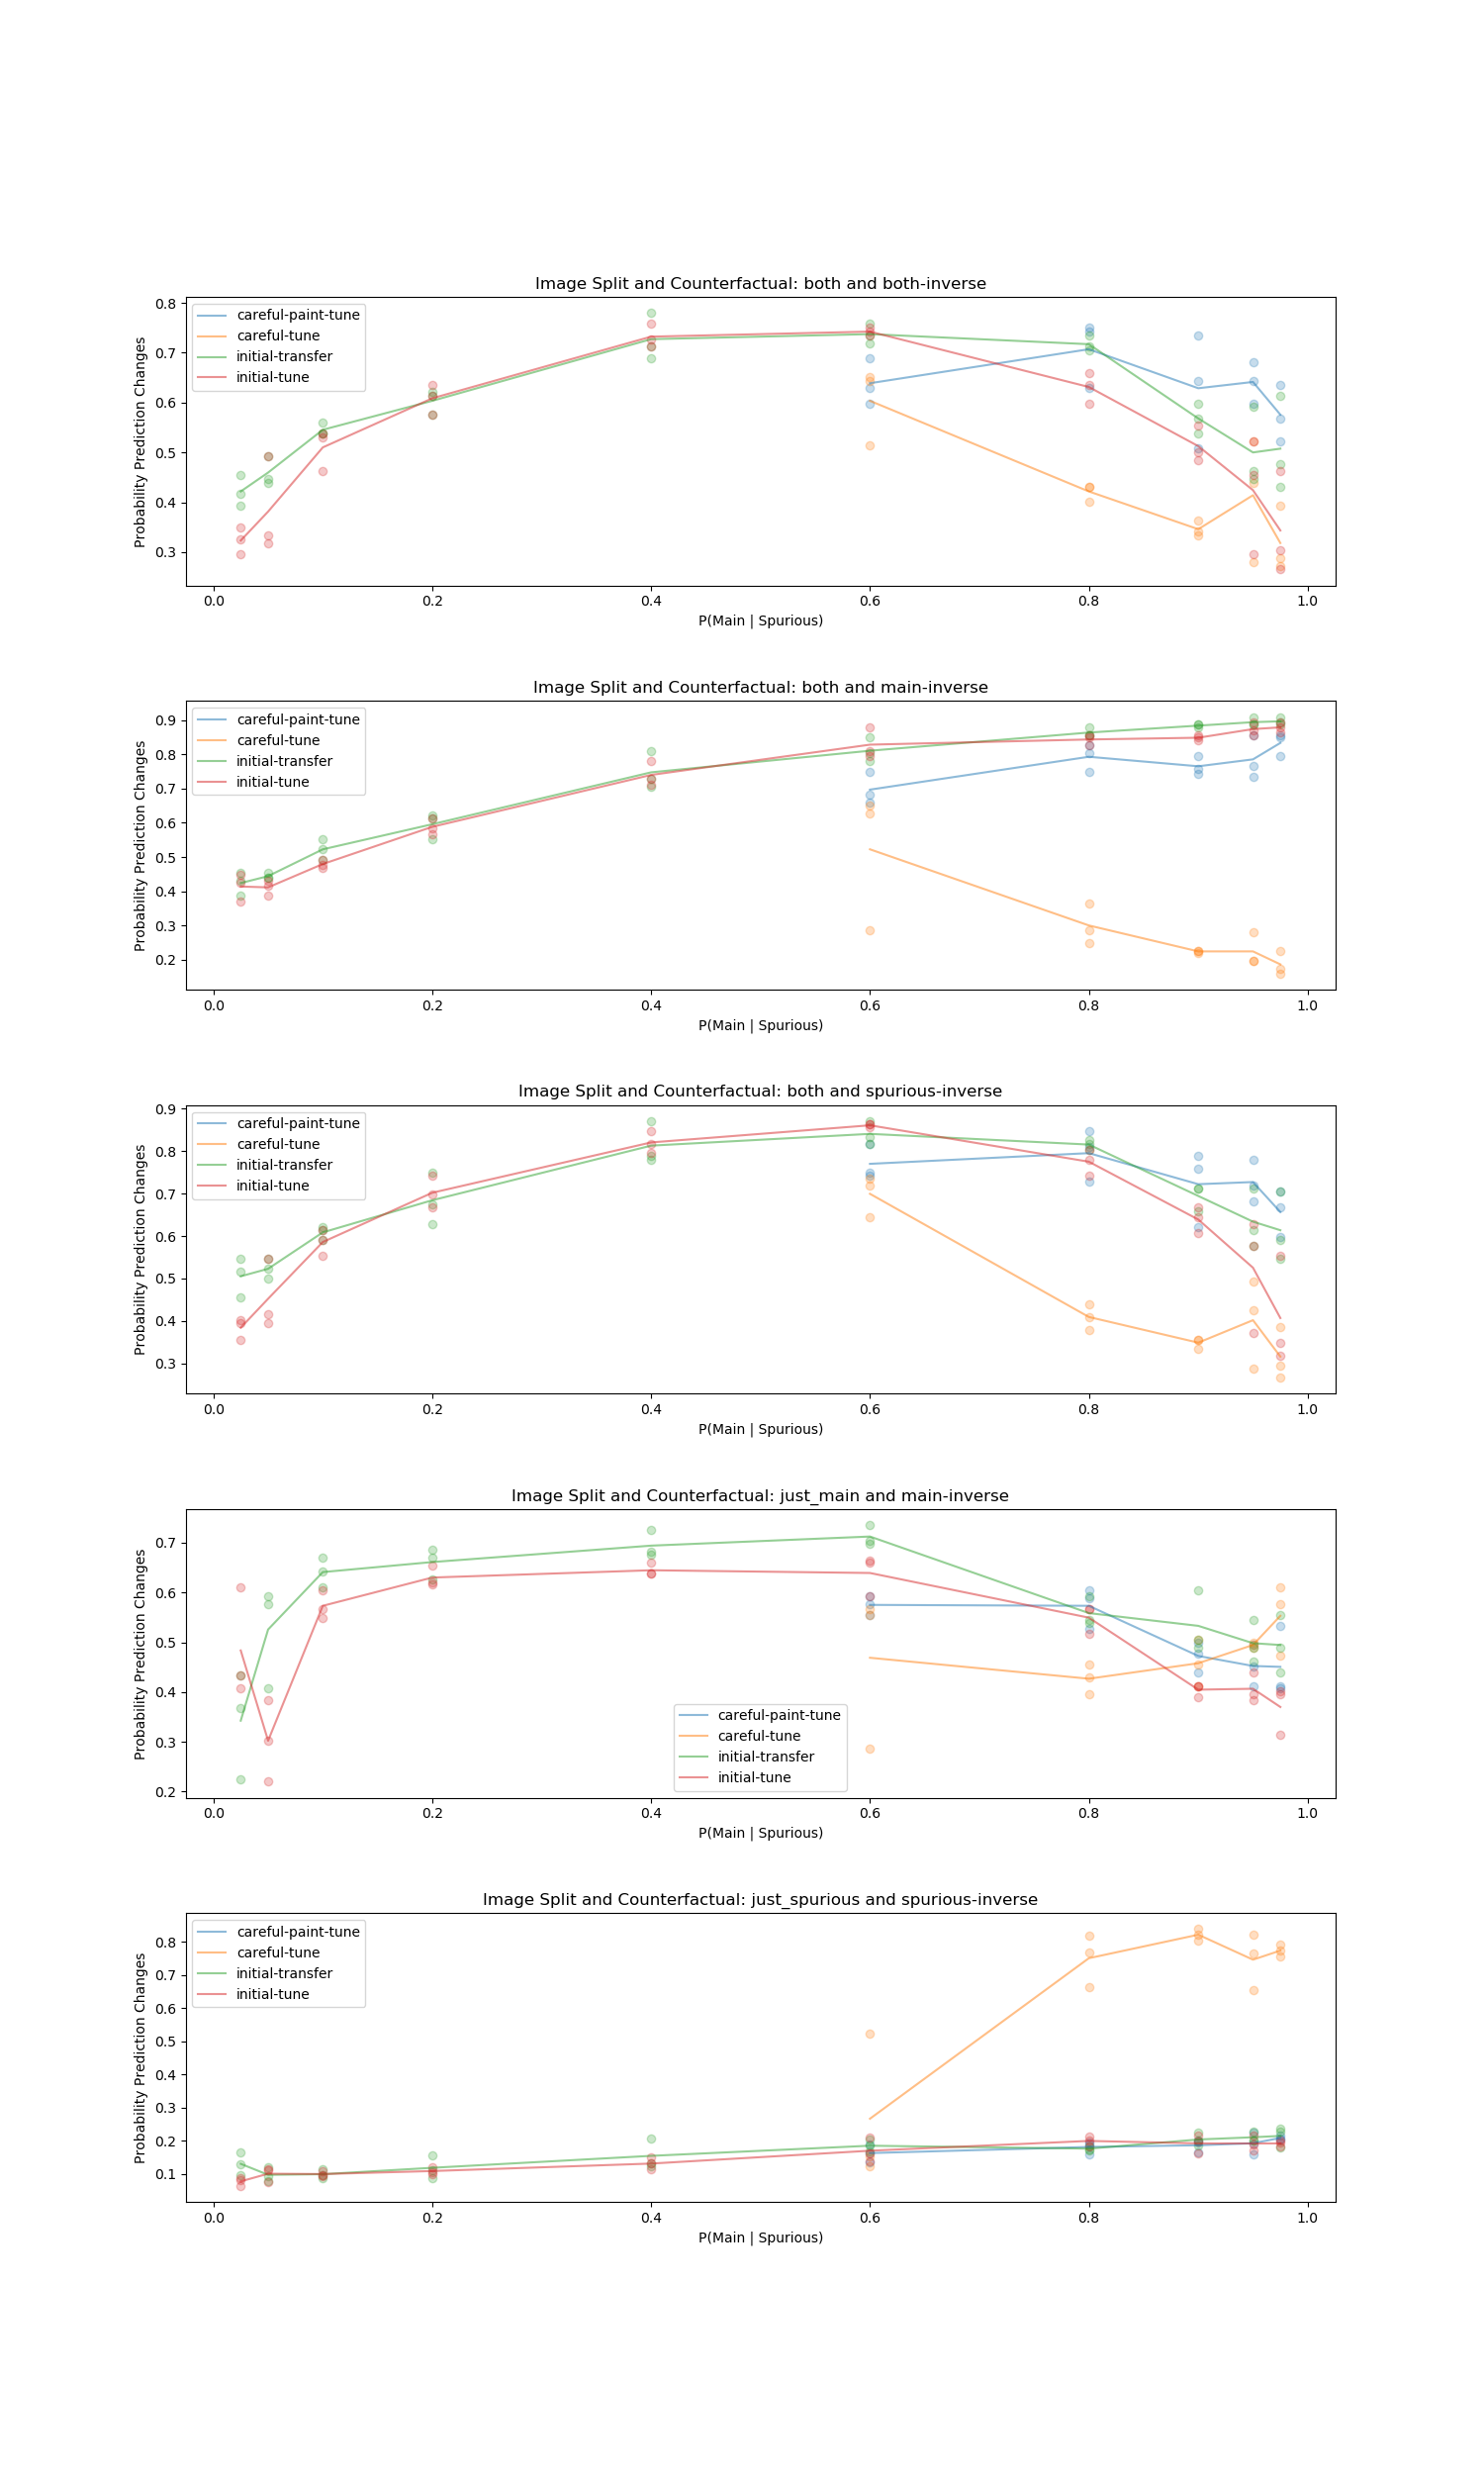 Image Split and Counterfactual: both and both-inverse
Probability Prediction Changes
0.8
0.7
0.6
0.5
0.4
0.3
careful-paint-tune
careful-tune
initial-transfer
initial-tune
0.0 0.2 0.4 0.6 0.8 1.0
P(Main | Spurious)
Image Split and Counterfactual: both and main-inverse
Probability Prediction Changes
0.9
0.8
0.7
0.6
0.5
0.4
0.3
0.2
careful-paint-tune
careful-tune
initial-transfer
initial-tune
0.0 0.2 0.4 0.6 0.8 1.0
P(Main | Spurious)
Image Split and Counterfactual: both and spurious-inverse
Probability Prediction Changes
0.9
0.8
0.7
0.6
0.5
0.4
0.3
careful-paint-tune
careful-tune
initial-transfer
initial-tune
0.0 0.2 0.4 0.6 0.8 1.0
P(Main | Spurious)
Image Split and Counterfactual: just_main and main-inverse
Probability Prediction Changes
0.7
0.6
0.5
0.4
0.3
0.2
careful-paint-tune
careful-tune
initial-transfer
initial-tune
0.0 0.2 0.4 0.6 0.8 1.0
P(Main | Spurious)
Image Split and Counterfactual: just_spurious and spurious-inverse
Probability Prediction Changes
0.8
0.7
0.6
0.5
0.4
0.3
0.2
0.1
careful-paint-tune
careful-tune
initial-transfer
initial-tune
0.0 0.2 0.4 0.6 0.8 1.0
P(Main | Spurious)